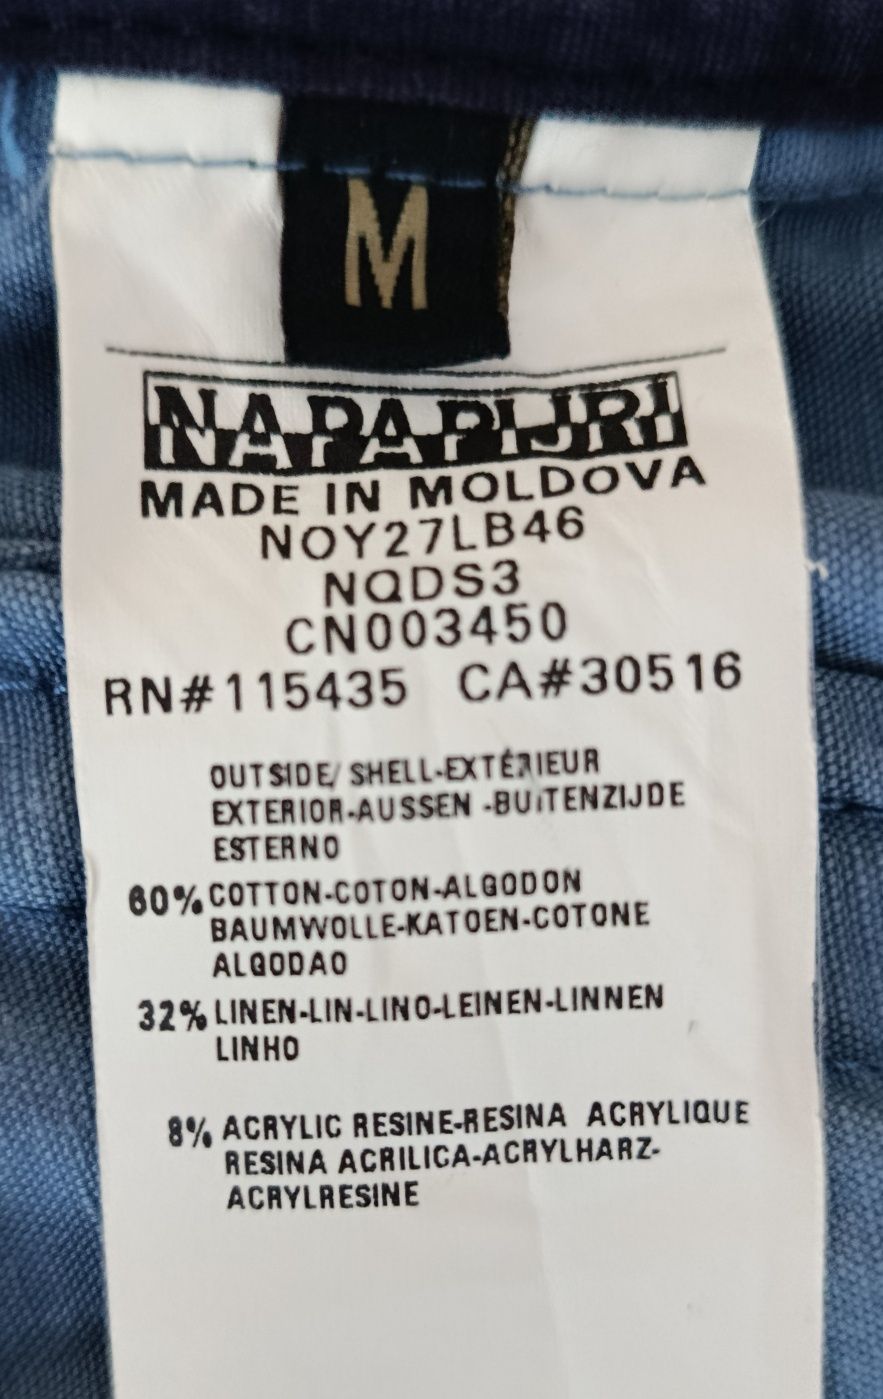 M
NAPAPIJRI
MADE IN MOLDOVA
NOY27LB46
NQDS3
CN003450
RN#115435 CA#30516
OUTSIDE/ SHELL-EXTÉRIEUR
EXTERIOR-AUSSEN -BUITENZIJDE
ESTERNO
60% COTTON-COTON-ALGODON
BAUMWOLLE-KATOEN-COTONE
ALGODAO
32% LINEN-LIN-LINO-LEINEN-LINNEN
LINHO
8% ACRYLIC RESINE-RESINA ACRYLIQUE
RESINA ACRILICA-ACRYLHARZ-
ACRYLRESINE